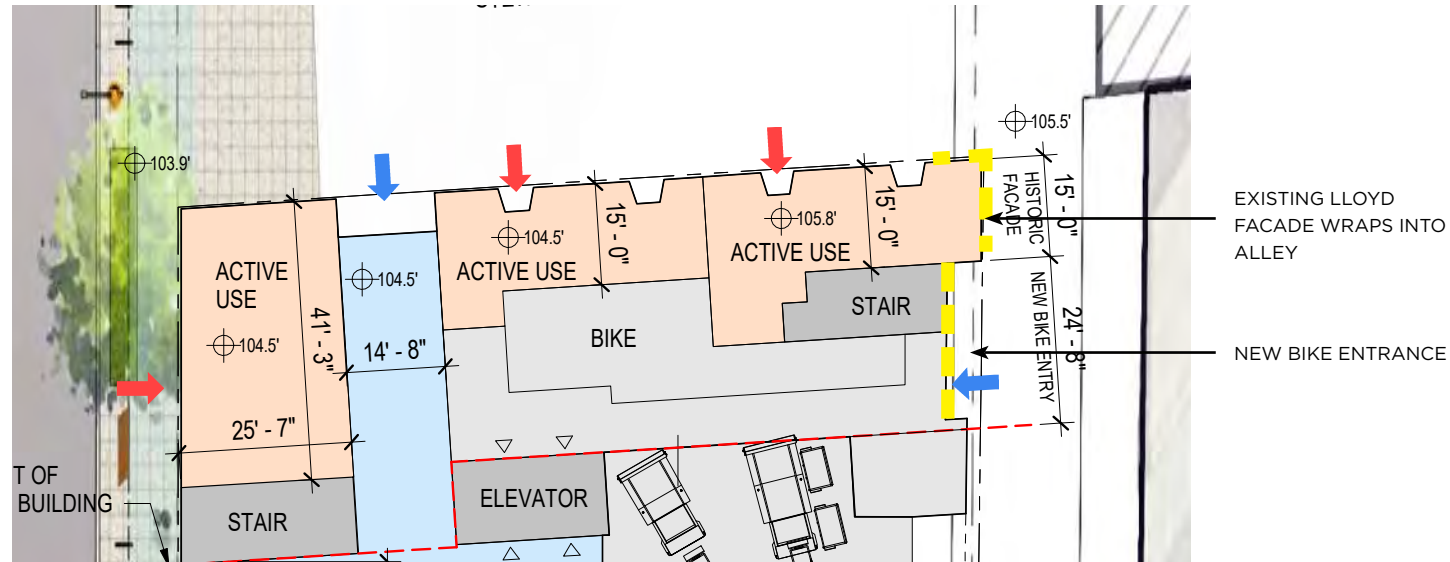 103.9'
105.5'
15' - 0"
HISTORIC
FACADE
EXISTING LLOYD
FACADE WRAPS INTO
ALLEY
15' - 0"
15' - 0"
105.8'
104.5'
ACTIVE USE
ACTIVE USE
ACTIVE
USE
104.5'
104.5'
41' - 3"
14' - 8"
25' - 7"
BIKE
STAIR
24' - 8"
NEW BIKE ENTRY
NEW BIKE ENTRANCE
T OF
BUILDING
STAIR
ELEVATOR